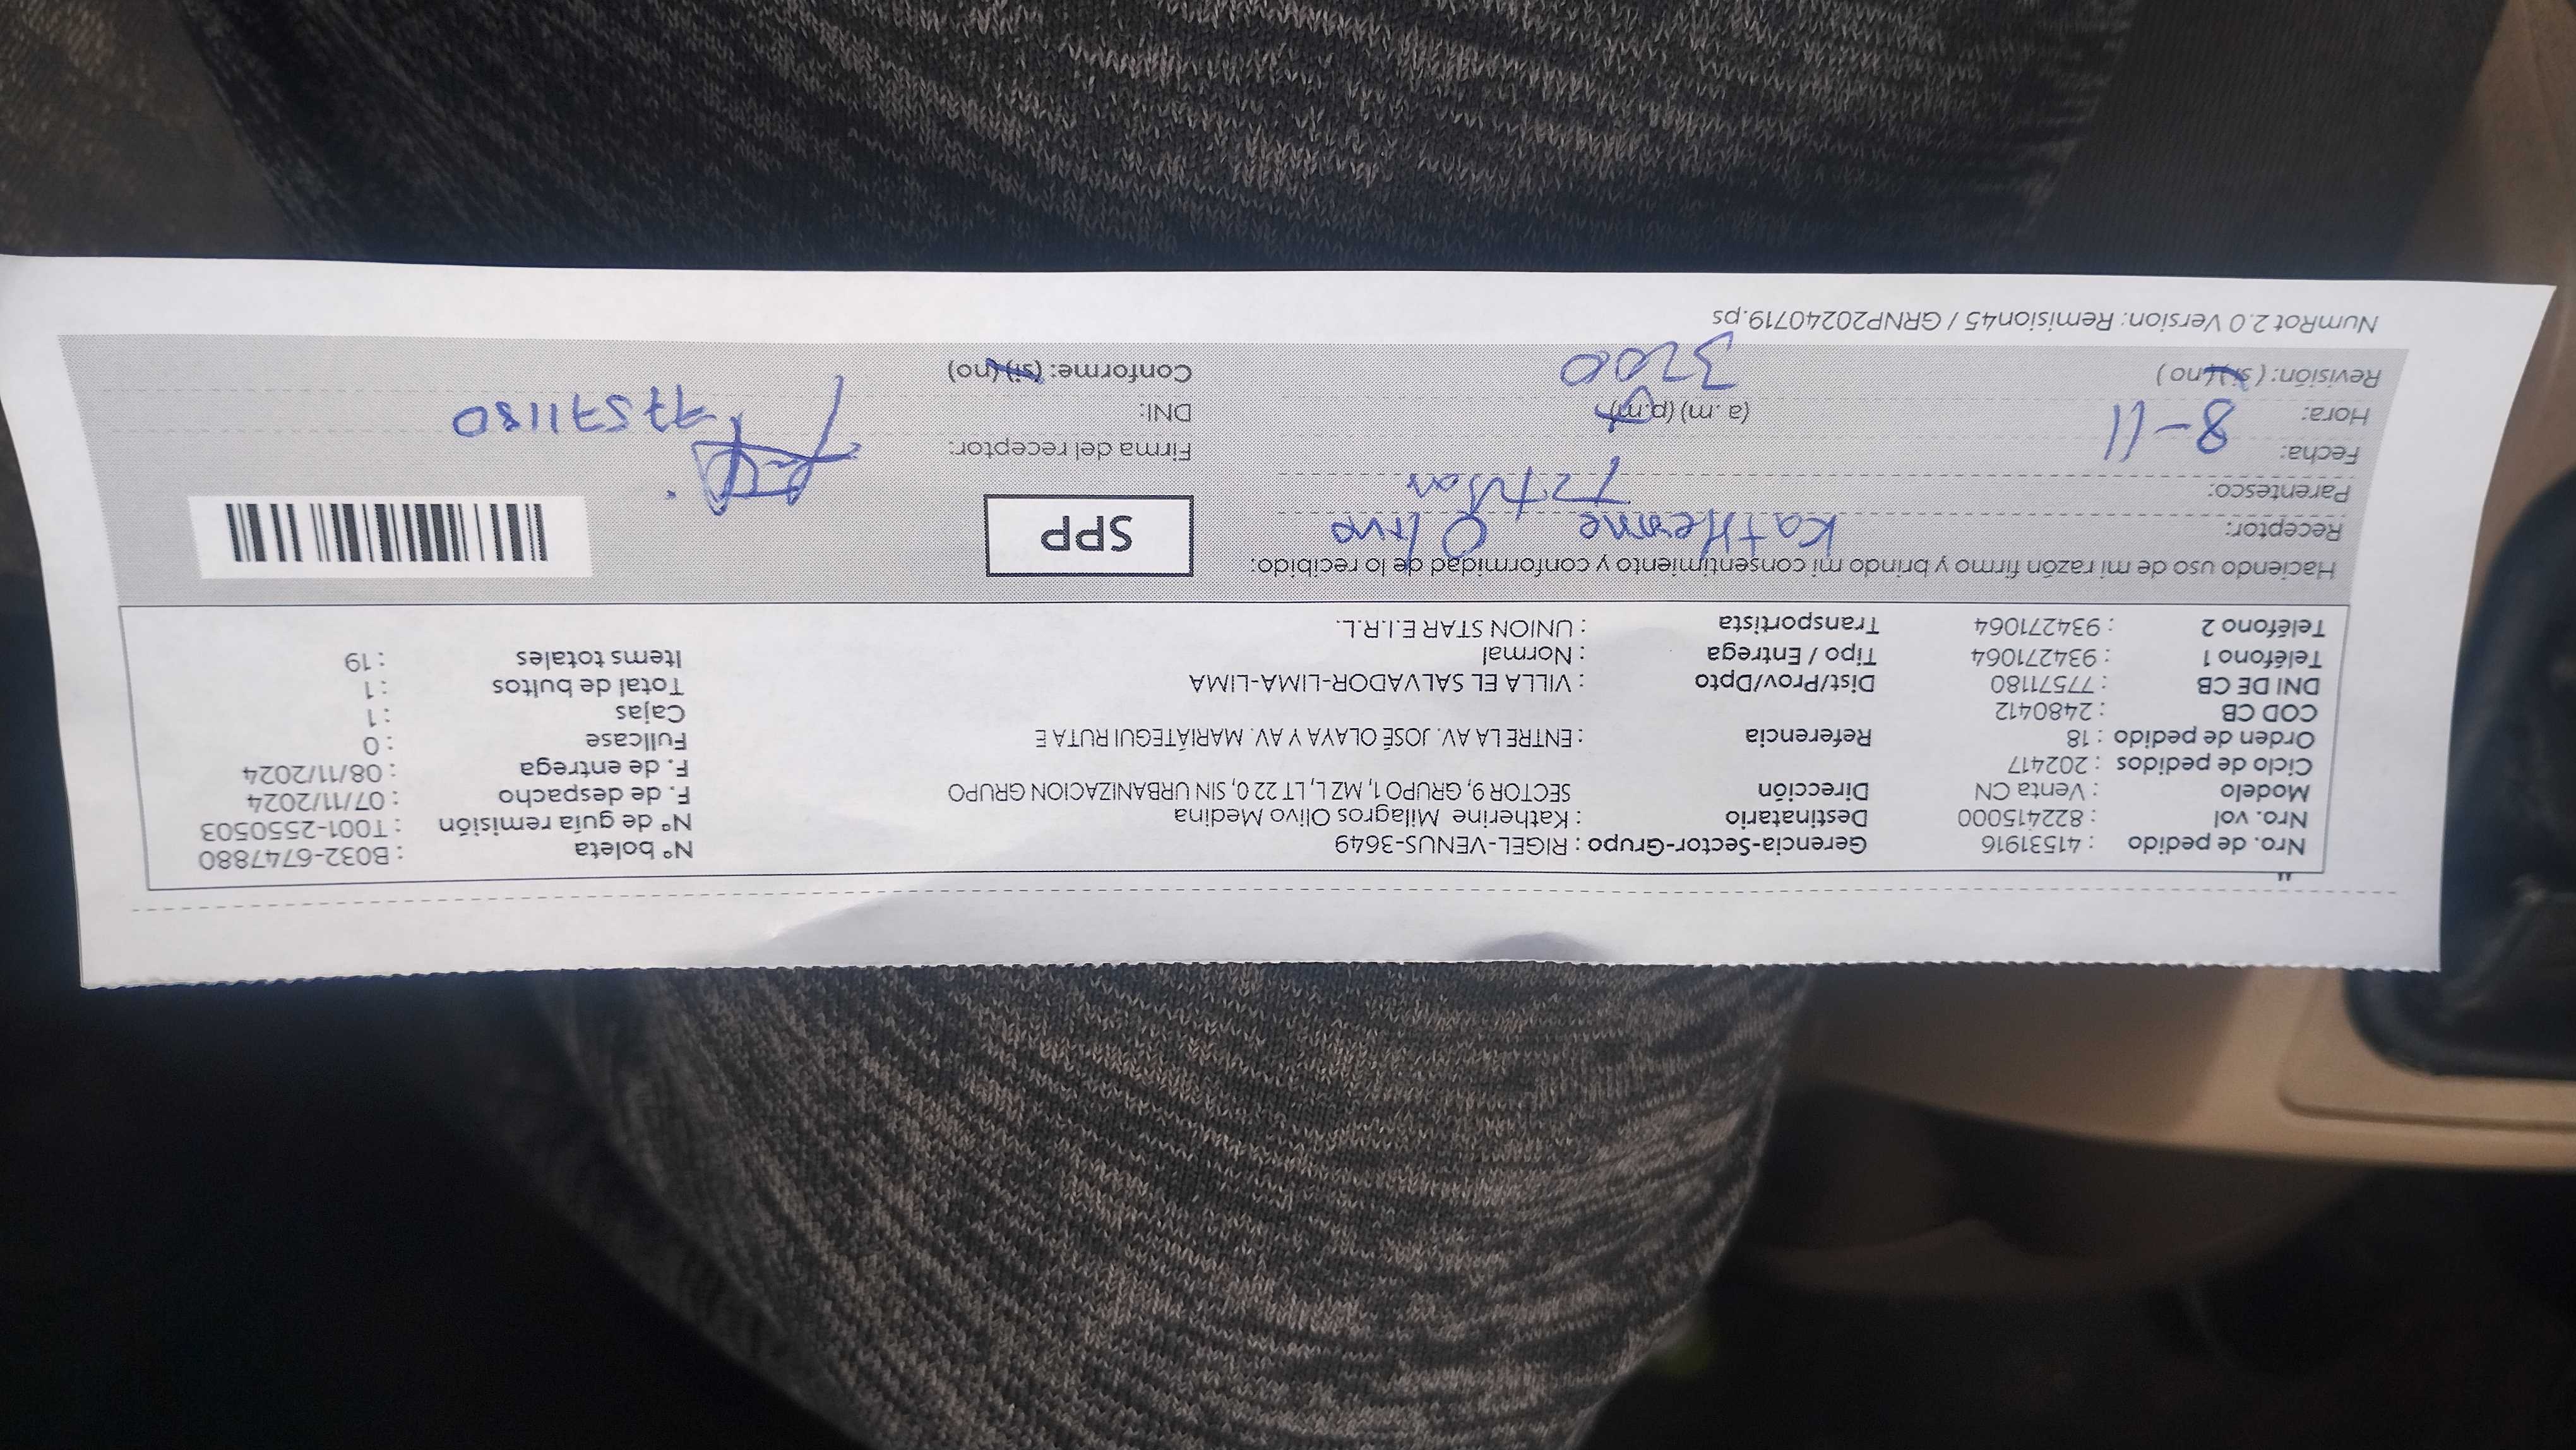 Nro. de pedido : 41531916 Gerencia-Sector-Grupo : RIGEL-VENUS-3649 N° boleta : B032-6747880
Nro. vol : 822415000 Destinatario : Katherine Milagros Olivo Medina N° de guía remisión : T001-2550503
Modelo : Venta CN Dirección SECTOR 9, GRUPO 1, MZ L, LT 22 0, SIN URBANIZACION GRUPO F. de despacho : 07/11/2024
Ciclo de pedidos : 202417 F. de entrega : 08/11/2024
Orden de pedido : 18 Referencia : ENTRE LA AV. JOSÉ OLAYA Y AV. MARIÁTEGUI RUTA E Fullcase : 0
COD CB : 2480412 Cajas : 1
DNI DE CB : 77571180 Dist/Prov/Dpto : VILLA EL SALVADOR-LIMA-LIMA Total de bultos : 1
Teléfono 1 : 934271064 Tipo / Entrega : Normal Items totales : 19
Teléfono 2 : 934271064 Transportista : UNION STAR E.I.R.L.
Haciendo uso de mi razón firmo y brindo mi consentimiento y conformidad de lo recibido:
Receptor: Katherine Olivo SPP
Parentesco: Titular
Fecha: 8-11 Firma del receptor:
Hora: (a. m) (p.m) DNI: 77571180
Revisión: (si) (no) 3200 Conforme: (si) (no)
NumRot 2.0 Version: Remision45 / GRNP20240719.ps